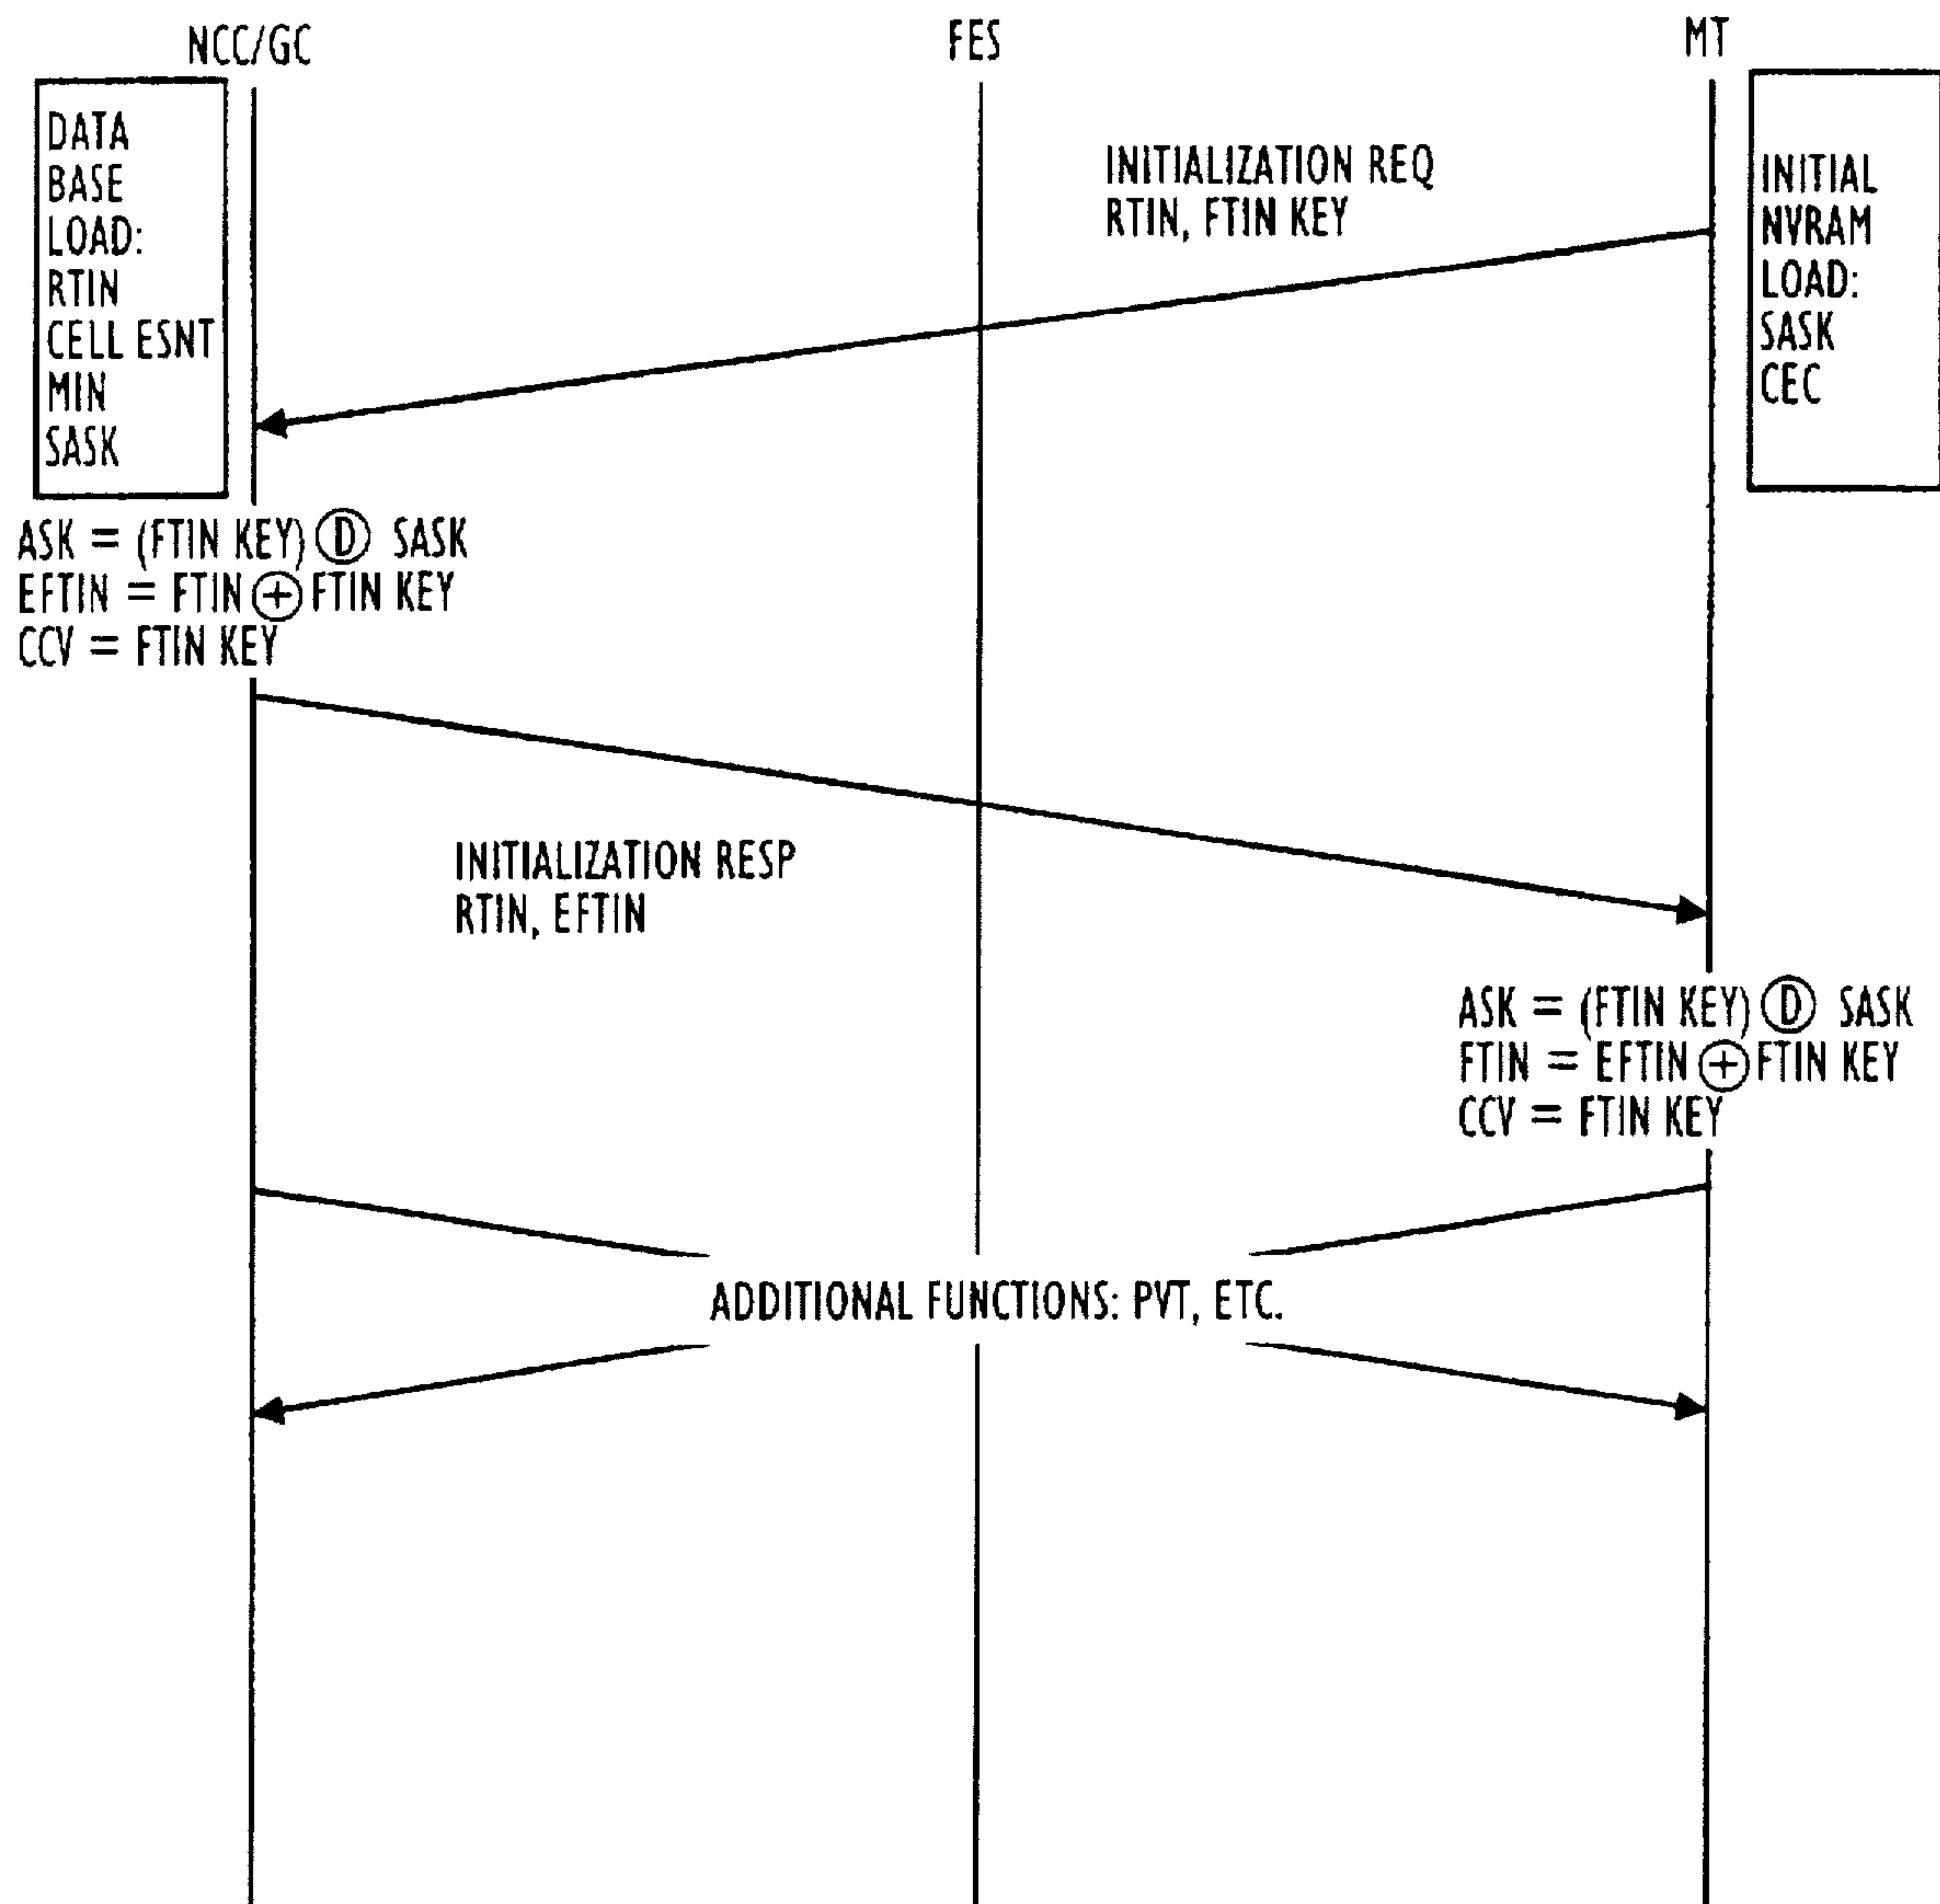 NCC/GC
FES
MT
DATA
BASE
LOAD:
RTIN
CELL ESNT
MIN
SASK
INITIALIZATION REQ
RTIN, FTIN KEY
INITIAL
NVRAM
LOAD:
SASK
CEC
ASK = (FTIN KEY) Ⓓ SASK
EFTIN = FTIN ⊕ FTIN KEY
CCV = FTIN KEY
INITIALIZATION RESP
RTIN, EFTIN
ASK = (FTIN KEY) Ⓓ SASK
FTIN = EFTIN ⊕ FTIN KEY
CCV = FTIN KEY
ADDITIONAL FUNCTIONS: PVT, ETC.